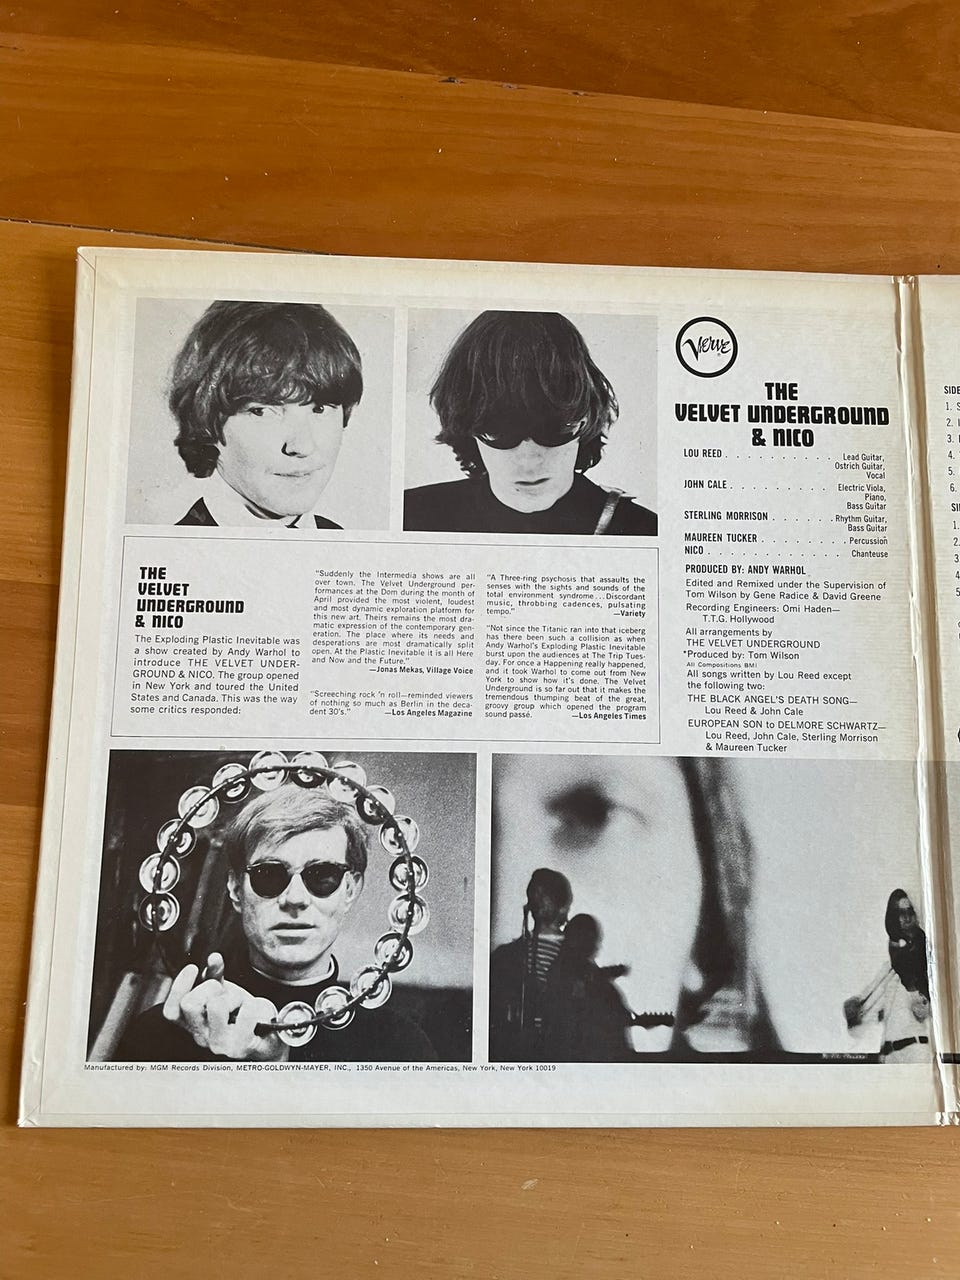 Verve
THE
VELVET UNDERGROUND
& NICO
LOU REED . . . . . . . . . . Lead Guitar,
Ostrich Guitar,
Vocal
JOHN CALE . . . . . . . . . Electric Viola,
Piano,
Bass Guitar
STERLING MORRISON . . . . . . Rhythm Guitar,
Bass Guitar
MAUREEN TUCKER . . . . . . . . Percussion
NICO . . . . . . . . . . . . Chanteuse
PRODUCED BY: ANDY WARHOL
Edited and Remixed under the Supervision of
Tom Wilson by Gene Radice & David Greene
Recording Engineers: Omi Haden—
T.T.G. Hollywood
All arrangements by
THE VELVET UNDERGROUND
*Produced by: Tom Wilson
All Compositions BMI
All songs written by Lou Reed except
the following two:
THE BLACK ANGEL'S DEATH SONG—
Lou Reed & John Cale
EUROPEAN SON to DELMORE SCHWARTZ—
Lou Reed, John Cale, Sterling Morrison
& Maureen Tucker
THE
VELVET
UNDERGROUND
& NICO
The Exploding Plastic Inevitable was
a show created by Andy Warhol to
introduce THE VELVET UNDER-
GROUND & NICO. The group opened
in New York and toured the United
States and Canada. This was the way
some critics responded:
"Suddenly the Intermedia shows are all
over town. The Velvet Underground per-
formances at the Dom during the month of
April provided the most violent, loudest
and most dynamic exploration platform for
this new art. Theirs remains the most dra-
matic expression of the contemporary gen-
eration. The place where its needs and
desperations are most dramatically split
open. At the Plastic Inevitable it is all Here
and Now and the Future."
—Jonas Mekas, Village Voice
"Screeching rock 'n roll—reminded viewers
of nothing so much as Berlin in the deca-
dent 30's." —Los Angeles Magazine
"A Three-ring psychosis that assaults the
senses with the sights and sounds of the
total environment syndrome... Discordant
music, throbbing cadences, pulsating
tempo." —Variety
"Not since the Titanic ran into that iceberg
has there been such a collision as when
Andy Warhol's Exploding Plastic Inevitable
burst upon the audiences at The Trip Tues-
day. For once a Happening really happened,
and it took Warhol to come out from New
York to show how it's done. The Velvet
Underground is so far out that it makes the
tremendous thumping beat of the great,
groovy group which opened the program
sound passé. —Los Angeles Times
Manufactured by: MGM Records Division, METRO-GOLDWYN-MAYER, INC., 1350 Avenue of the Americas, New York, New York 10019
SIDE
1.
2.
3.
4.
5.
6.
1.
2.
3.
4.
5.